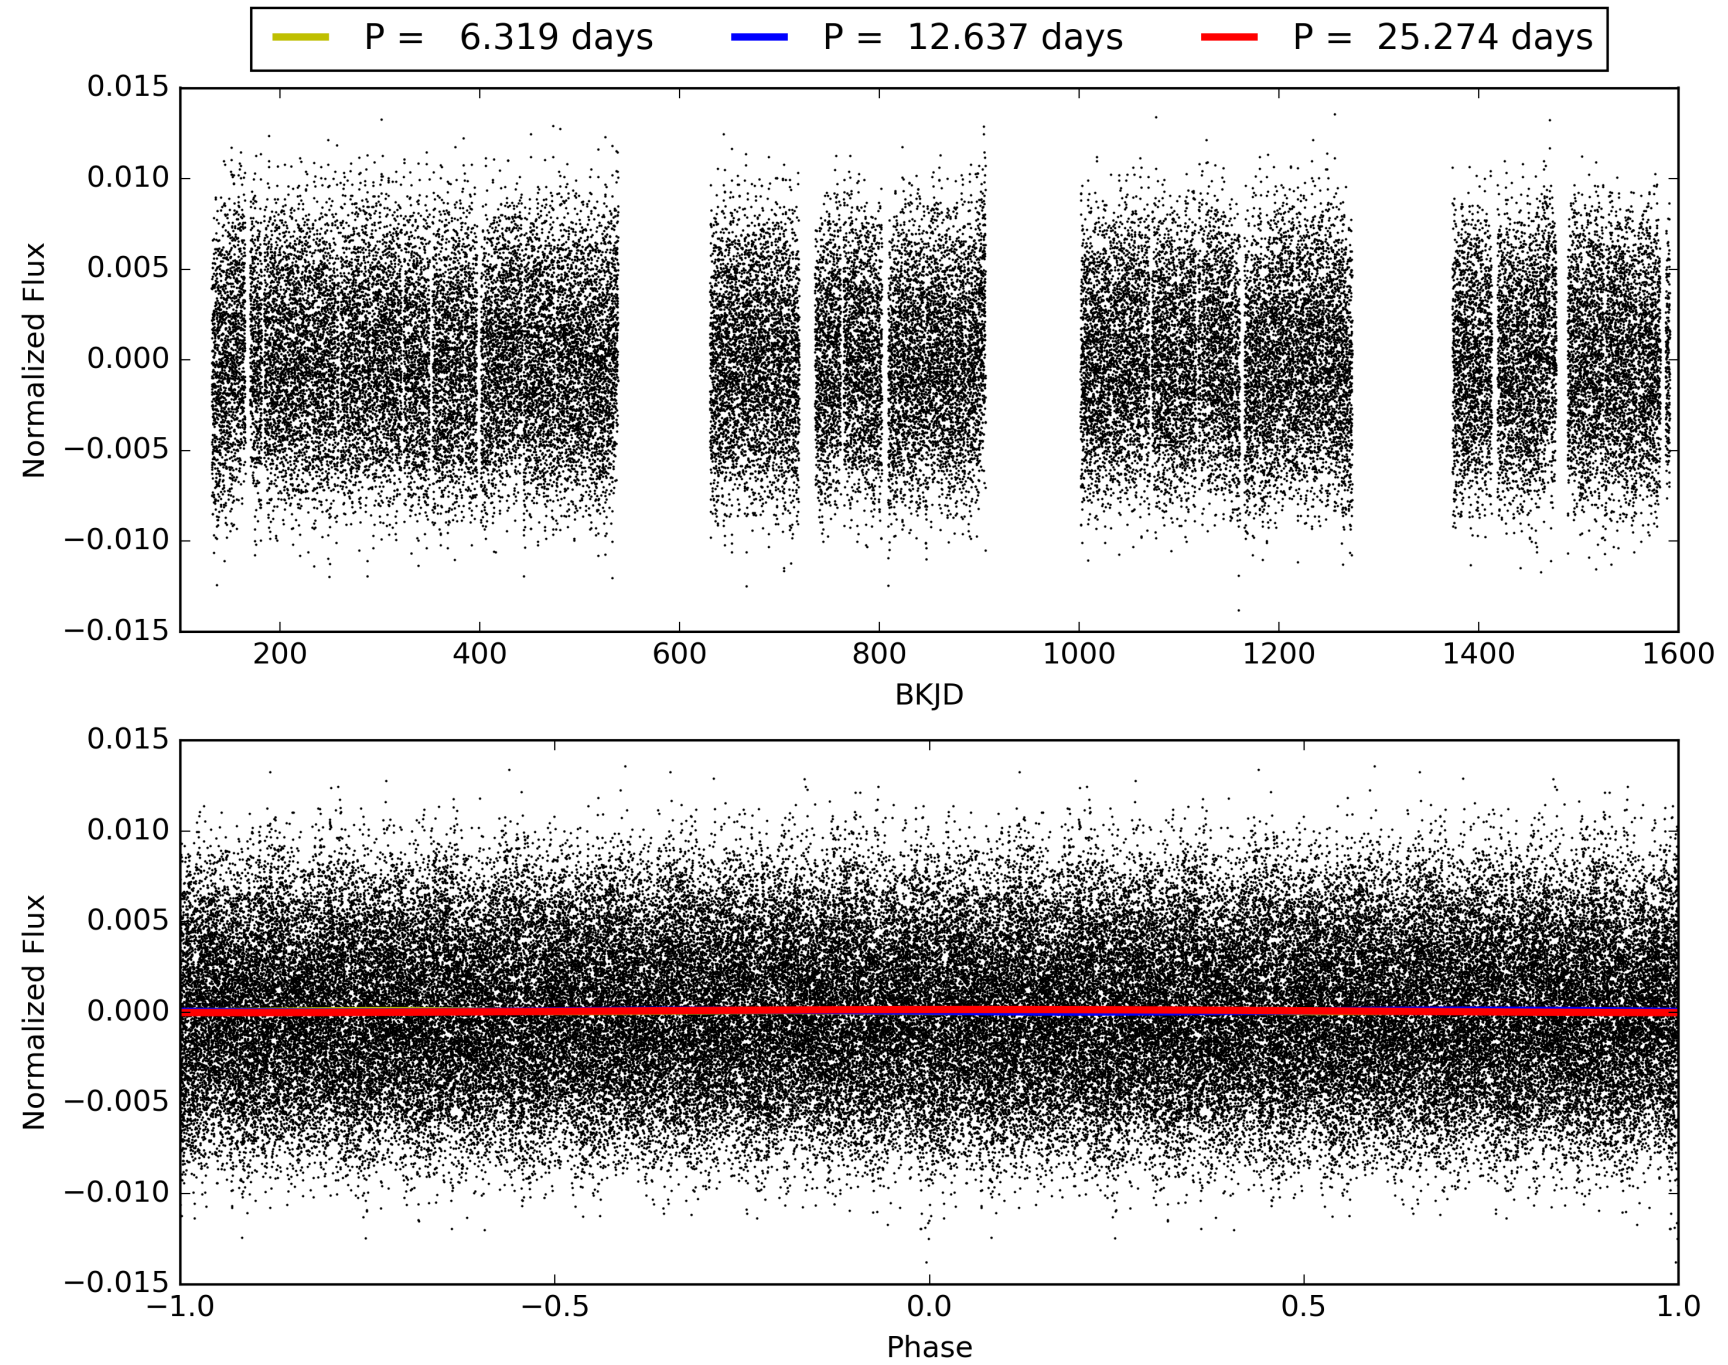 P = 6.319 days P = 12.637 days P = 25.274 days
0.015
0.010
0.005
0.000
−0.005
−0.010
−0.015
Normalized Flux
200 400 600 800 1000 1200 1400 1600
BKJD
0.015
0.010
0.005
0.000
−0.005
−0.010
−0.015
Normalized Flux
−1.0 −0.5 0.0 0.5 1.0
Phase